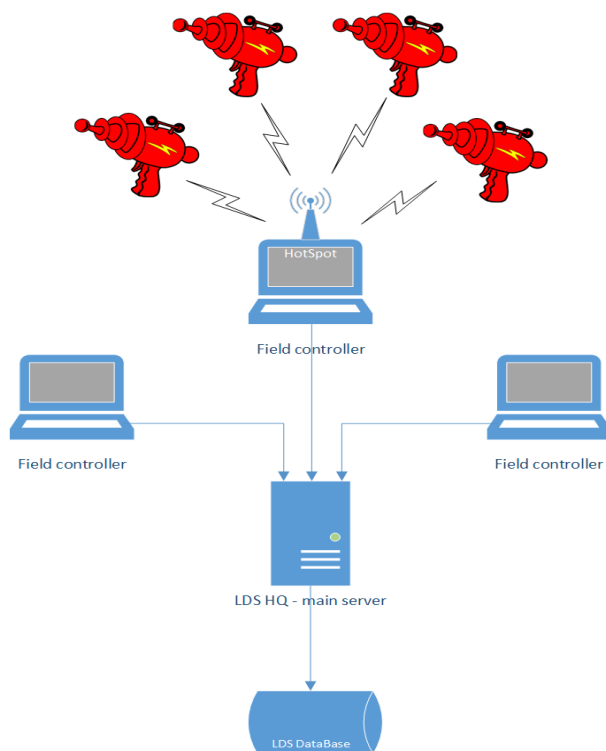 HotSpot
Field controller
Field controller
Field controller
LDS HQ - main server
LDS DataBase